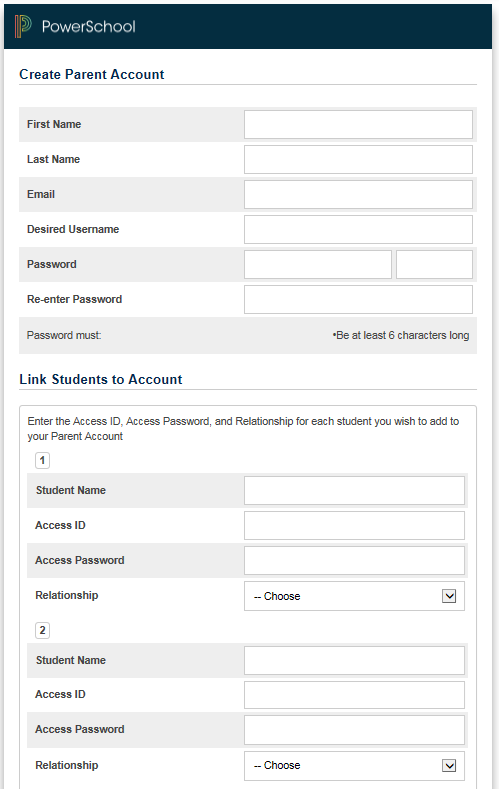 PowerSchool
Create Parent Account
First Name
Last Name
Email
Desired Username
Password
Re-enter Password
Password must: •Be at least 6 characters long
Link Students to Account
Enter the Access ID, Access Password, and Relationship for each student you wish to add to
your Parent Account
1
Student Name
Access ID
Access Password
Relationship -- Choose
2
Student Name
Access ID
Access Password
Relationship -- Choose